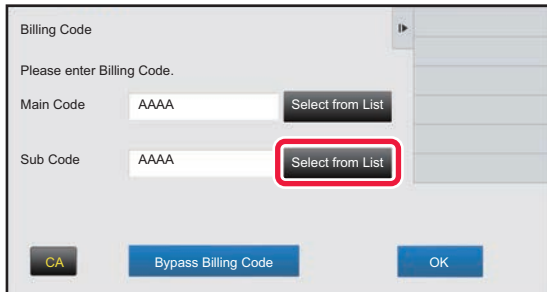 Billing Code
Please enter Billing Code.
Main Code AAAA Select from List
Sub Code AAAA Select from List
CA Bypass Billing Code OK